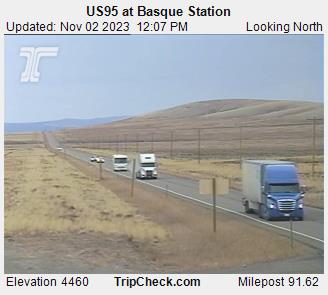 US95 at Basque Station
Updated: Nov 02 2023 12:07 PM Looking North
Elevation 4460 TripCheck.com Milepost 91.62